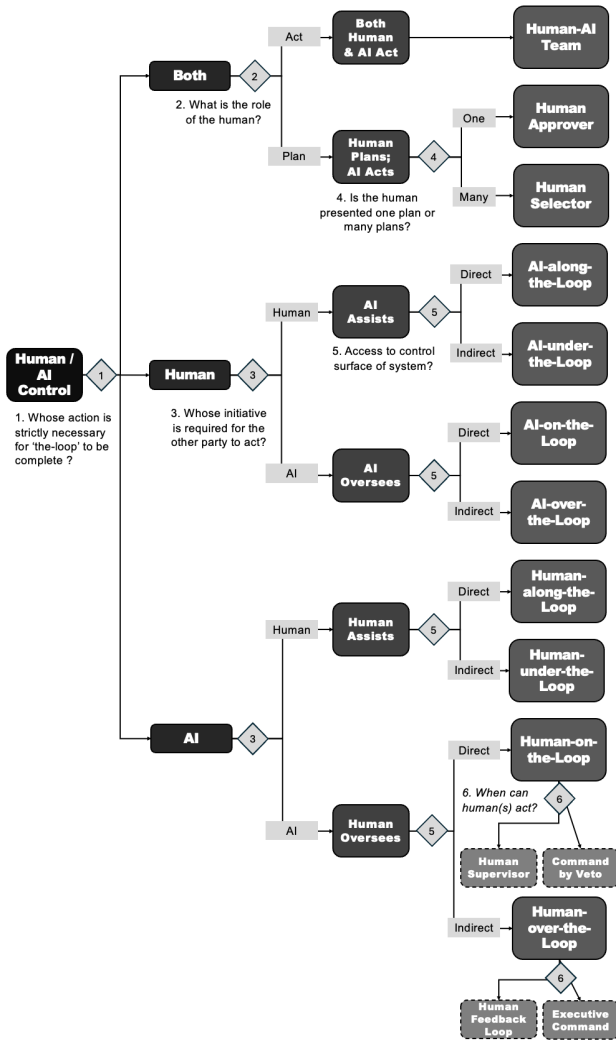 Act
Both
Human
& AI Act
Human-AI
Team
Both
2
2. What is the role
of the human?
One
Human
Approver
Plan
Human
Plans;
AI Acts
4
4. Is the human
presented one plan or
many plans?
Many
Human
Selector
Direct
AI-along-
the-Loop
Human
AI
Assists
5
5. Access to control
surface of system?
Indirect
AI-under-
the-Loop
Human /
AI
Control
1
1. Whose action is
strictly necessary
for ‘the-loop’ to be
complete ?
Human
3
3. Whose initiative
is required for the
other party to act?
Direct
AI-on-the-
Loop
AI
AI
Oversees
5
Indirect
AI-over-
the-Loop
Direct
Human-
along-the-
Loop
Human
Human
Assists
5
Indirect
Human-
under-the-
Loop
AI
3
Direct
Human-on-
the-Loop
6. When can
human(s) act?
6
AI
Human
Oversees
5
Human
Supervisor
Command
by Veto
Indirect
Human-
over-the-
Loop
6
Human
Feedback
Loop
Executive
Command